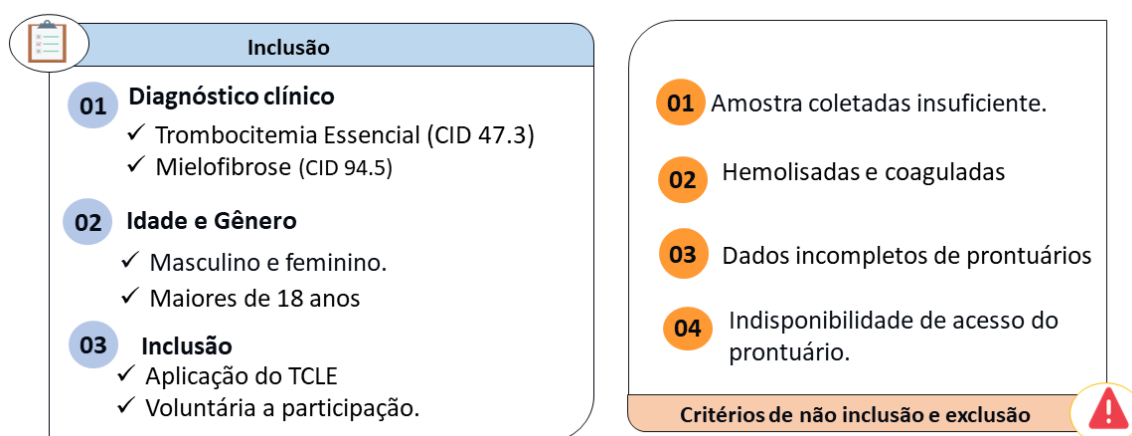 Inclusão
01 Diagnóstico clínico
✓ Trombocitemia Essencial (CID 47.3)
✓ Mielofibrose (CID 94.5)
02 Idade e Gênero
✓ Masculino e feminino.
✓ Maiores de 18 anos
03 Inclusão
✓ Aplicação do TCLE
✓ Voluntária a participação.
01 Amostra coletadas insuficiente.
02 Hemolisadas e coaguladas
03 Dados incompletos de prontuários
04 Indisponibilidade de acesso do
prontuário.
Critérios de não inclusão e exclusão